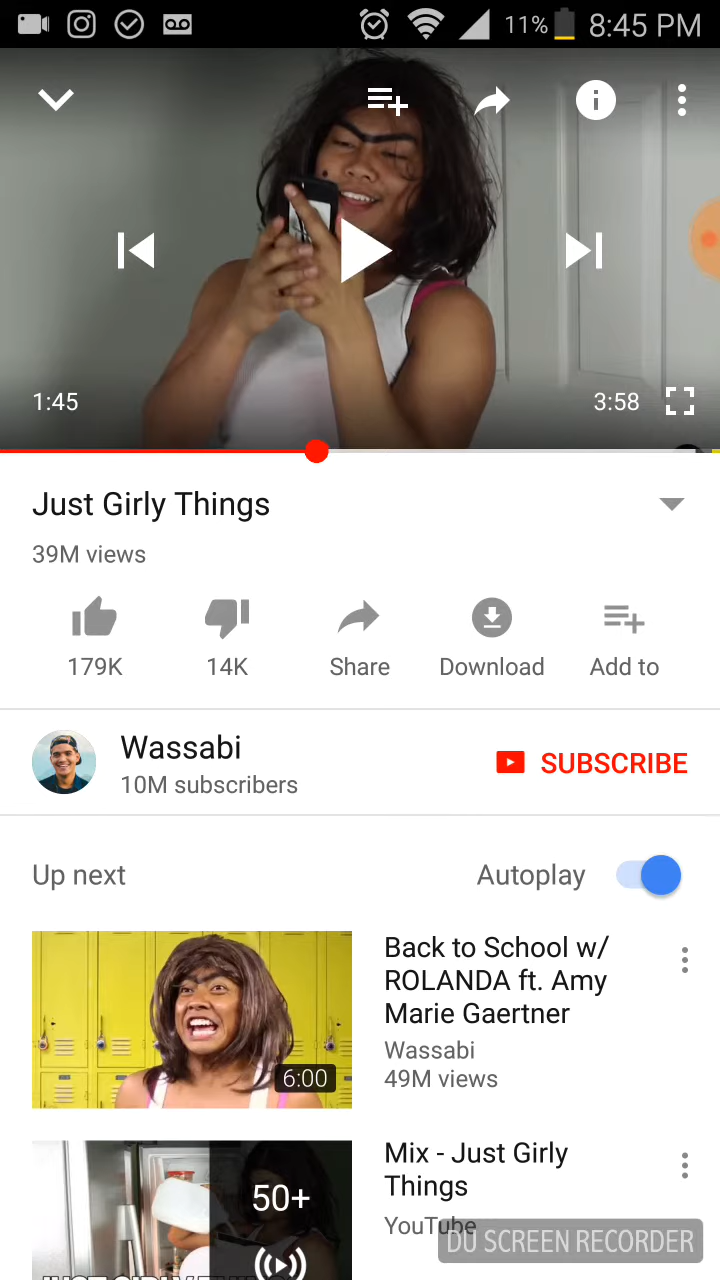 11% 8:45 PM
1:45 3:58
Just Girly Things
39M views
179K 14K Share Download Add to
Wassabi
10M subscribers
SUBSCRIBE
Up next Autoplay
Back to School w/
ROLANDA ft. Amy
Marie Gaertner
Wassabi
49M views
6:00
Mix - Just Girly
Things
YouTube
50+
DU SCREEN RECORDER